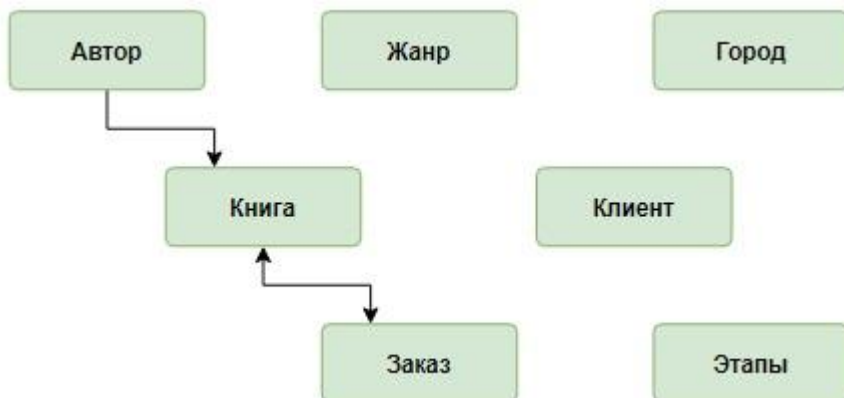 Автор
Жанр
Город
Книга
Клиент
Заказ
Этапы